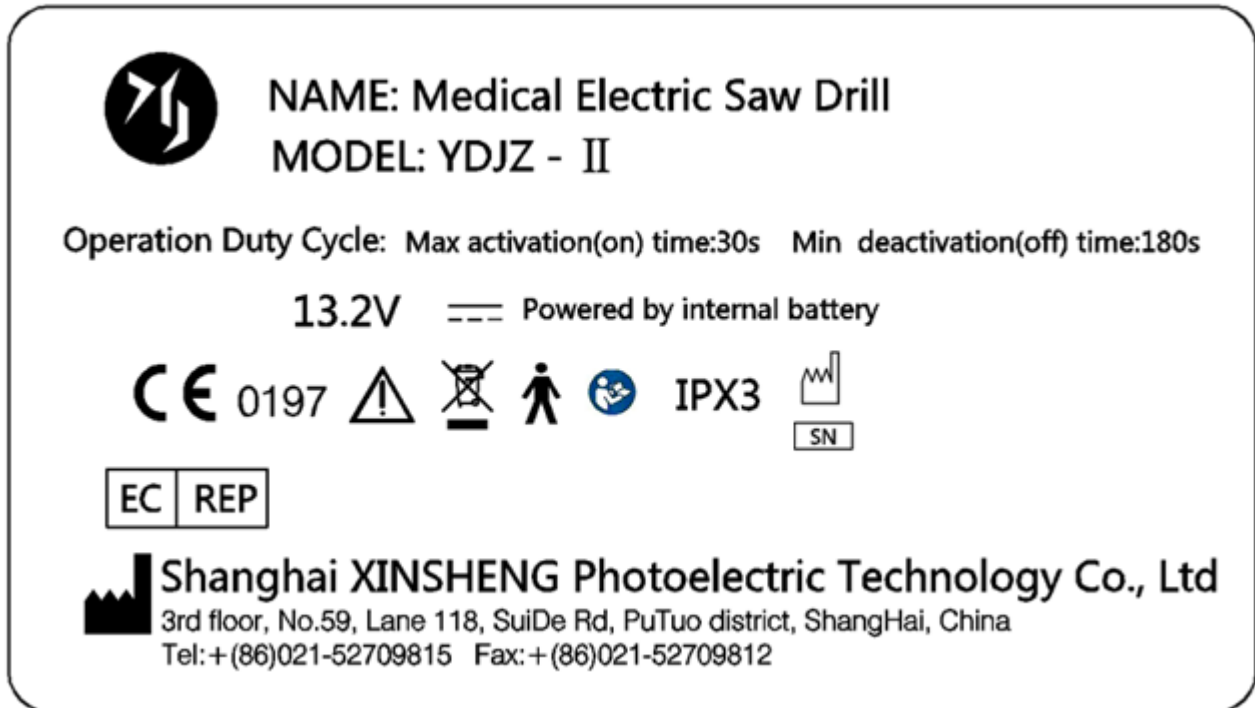 NAME: Medical Electric Saw Drill
MODEL: YDJZ - Ⅱ
Operation Duty Cycle: Max activation(on) time:30s Min deactivation(off) time:180s
13.2V Powered by internal battery
CE 0197 IPX3
SN
EC REP
Shanghai XINSHENG Photoelectric Technology Co., Ltd
3rd floor, No.59, Lane 118, SuiDe Rd, PuTuo district, ShangHai, China
Tel:+(86)021-52709815 Fax:+(86)021-52709812